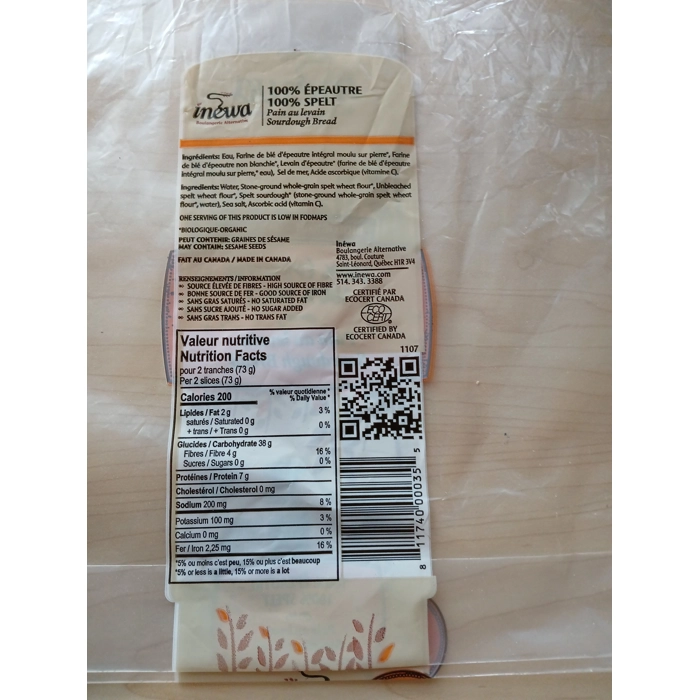 inéwa
Boulangerie Alternative
100% ÉPEAUTRE
100% SPELT
Pain au levain
Sourdough Bread
Ingrédients: Eau, Farine de blé d'épeautre intégral moulu sur pierre*, Farine
de blé d'épeautre non blanchie*, Levain d'épeautre* (farine de blé d'épeautre
intégral moulu sur pierre,* eau), Sel de mer, Acide ascorbique (vitamine C).
Ingredients: Water, Stone-ground whole-grain spelt wheat flour*, Unbleached
spelt wheat flour*, Spelt sourdough* (stone-ground whole-grain spelt wheat
flour*, water), Sea salt, Ascorbic acid (vitamin C).
ONE SERVING OF THIS PRODUCT IS LOW IN FODMAPS
*BIOLOGIQUE-ORGANIC
PEUT CONTENIR: GRAINES DE SÉSAME
MAY CONTAIN: SESAME SEEDS
FAIT AU CANADA / MADE IN CANADA
Inéwa
Boulangerie Alternative
4783, boul. Couture
Saint-Léonard, Québec H1R 3V4
www.inewa.com
514. 343. 3388
CERTIFIÉ PAR
ECOCERT CANADA
ECO
CERT
CERTIFIED BY
ECOCERT CANADA
RENSEIGNEMENTS/INFORMATION
SOURCE ÉLEVÉE DE FIBRES - HIGH SOURCE OF FIBRE
BONNE SOURCE DE FER - GOOD SOURCE OF IRON
SANS GRAS SATURÉS - NO SATURATED FAT
SANS SUCRE AJOUTÉ - NO SUGAR ADDED
SANS GRAS TRANS - NO TRANS FAT
Valeur nutritive
Nutrition Facts
pour 2 tranches (73 g)
Per 2 slices (73 g)
Calories 200
% valeur quotidienne*
% Daily Value*
Lipides / Fat 2 g 3 %
saturés / Saturated 0 g
+ trans / + Trans 0 g 0 %
Glucides / Carbohydrate 38 g
Fibres / Fibre 4 g 16 %
Sucres / Sugars 0 g 0 %
Protéines / Protein 7 g
Cholestérol / Cholesterol 0 mg
Sodium 200 mg 8 %
Potassium 100 mg 3 %
Calcium 0 mg 0 %
Fer / Iron 2,25 mg 16 %
*5% ou moins c'est peu, 15% ou plus c'est beaucoup
*5% or less is a little, 15% or more is a lot
1107
8 11740 00035 5